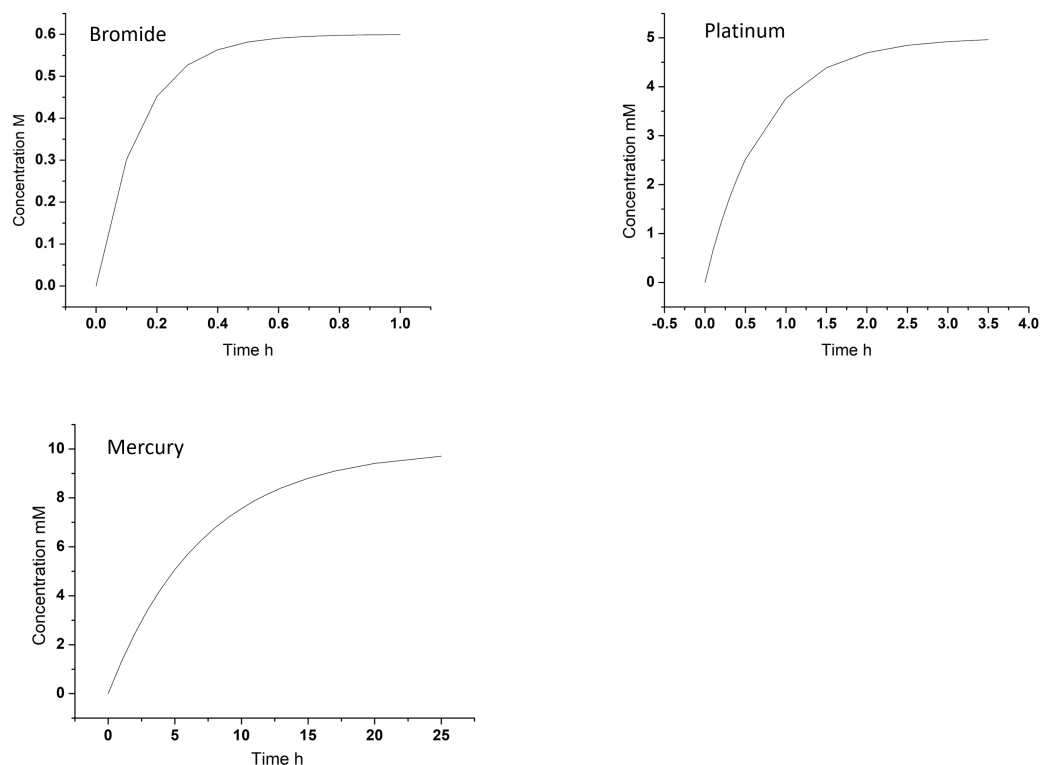 Bromide
Concentration M
0.6
0.5
0.4
0.3
0.2
0.1
0.0
0.0 0.2 0.4 0.6 0.8 1.0
Time h
Platinum
Concentration mM
5
4
3
2
1
0
-0.5 0.0 0.5 1.0 1.5 2.0 2.5 3.0 3.5 4.0
Time h
Mercury
Concentration mM
10
8
6
4
2
0
0 5 10 15 20 25
Time h